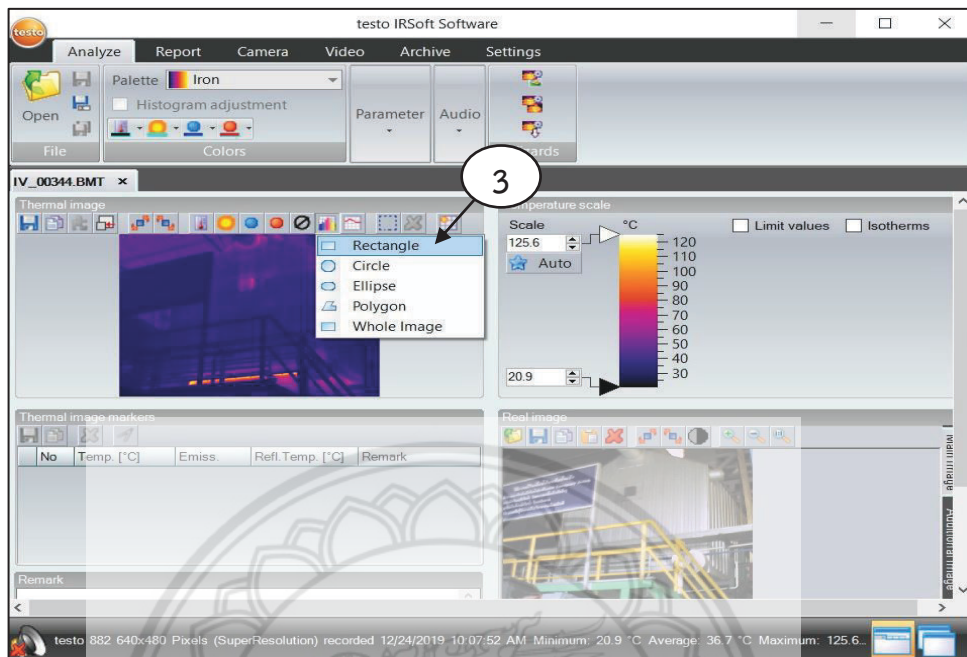 testo IRSoft Software
testo
Analyze Report Camera Video Archive Settings
Open
Palette Iron
Histogram adjustment
Parameter
Audio
File
Colors
3
IV_00344.BMT
Thermal image
Rectangle
Circle
Ellipse
Polygon
Whole Image
Temperature scale
Scale °C
125.6
Auto
Limit values
Isotherms
120
110
100
90
80
70
60
50
40
30
20.9
Thermal image markers
No Temp. [°C] Emiss. Refl.Temp. [°C] Remark
Real image
Main image
Additional image
Remark
testo 882 640x480 Pixels (SuperResolution) recorded 12/24/2019 10:07:52 AM Minimum: 20.9 °C Average: 36.7 °C Maximum: 125.6...